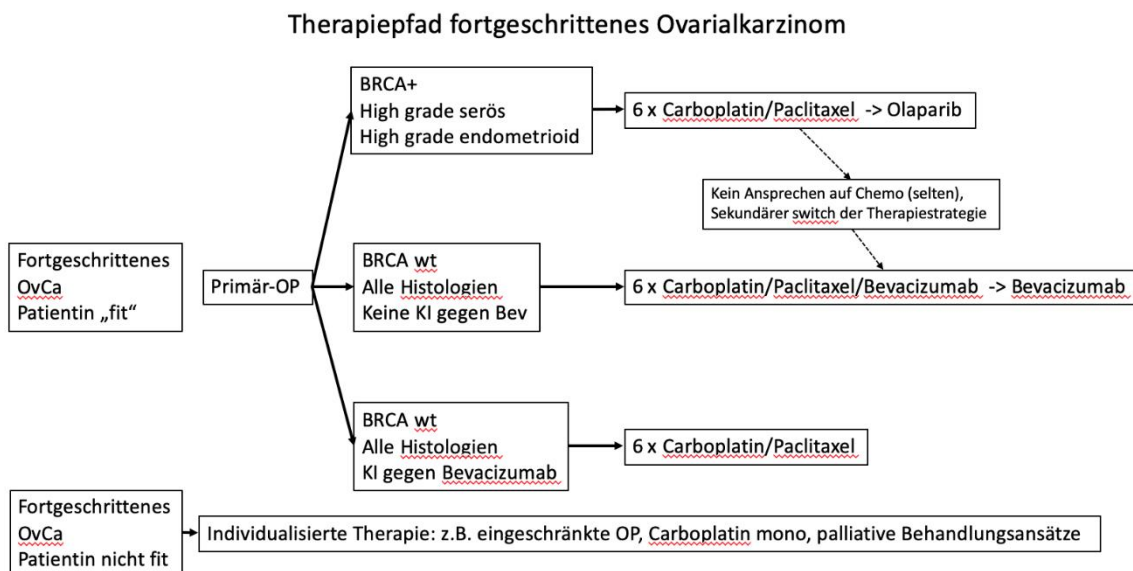 Therapiepfad fortgeschrittenes Ovarialkarzinom
BRCA+
High grade serös
High grade endometrioid
6 x Carboplatin/Paclitaxel -> Olaparib
Kein Ansprechen auf Chemo (selten),
Sekundärer switch der Therapiestrategie
Fortgeschrittenes
OvCa
Patientin „fit“
Primär-OP
BRCA wt
Alle Histologien
Keine KI gegen Bev
6 x Carboplatin/Paclitaxel/Bevacizumab -> Bevacizumab
BRCA wt
Alle Histologien
KI gegen Bevacizumab
6 x Carboplatin/Paclitaxel
Fortgeschrittenes
OvCa
Patientin nicht fit
Individualisierte Therapie: z.B. eingeschränkte OP, Carboplatin mono, palliative Behandlungsansätze